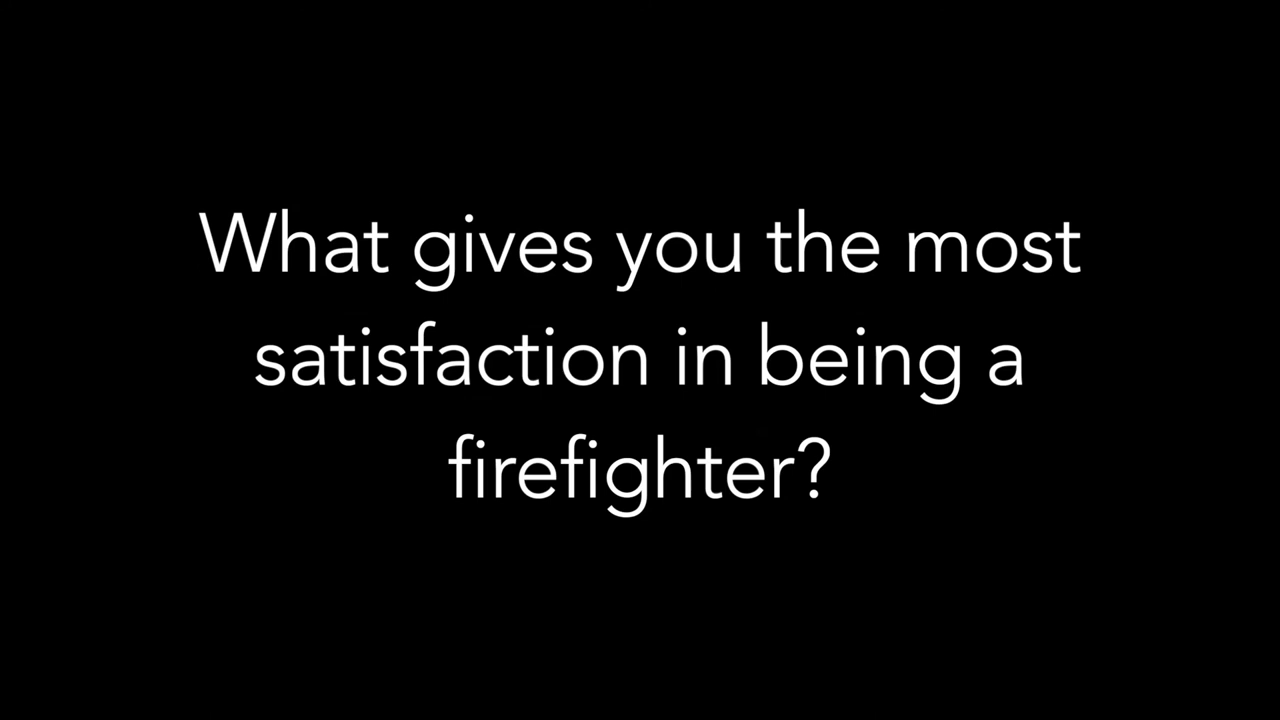 What gives you the most
satisfaction in being a
firefighter?